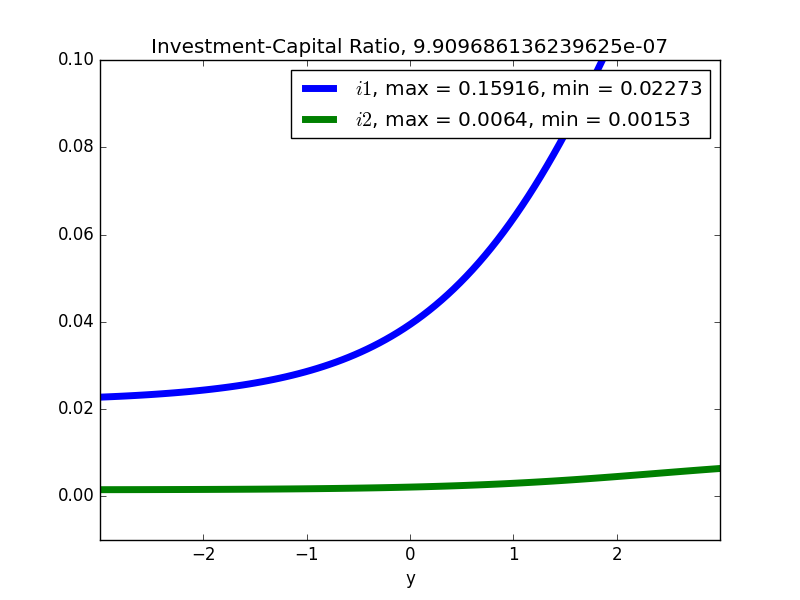 Investment-Capital Ratio, 9.909686136239625e-07
0.10
i1, max = 0.15916, min = 0.02273
i2, max = 0.0064, min = 0.00153
0.08
0.06
0.04
0.02
0.00
−2 −1 0 1 2
y